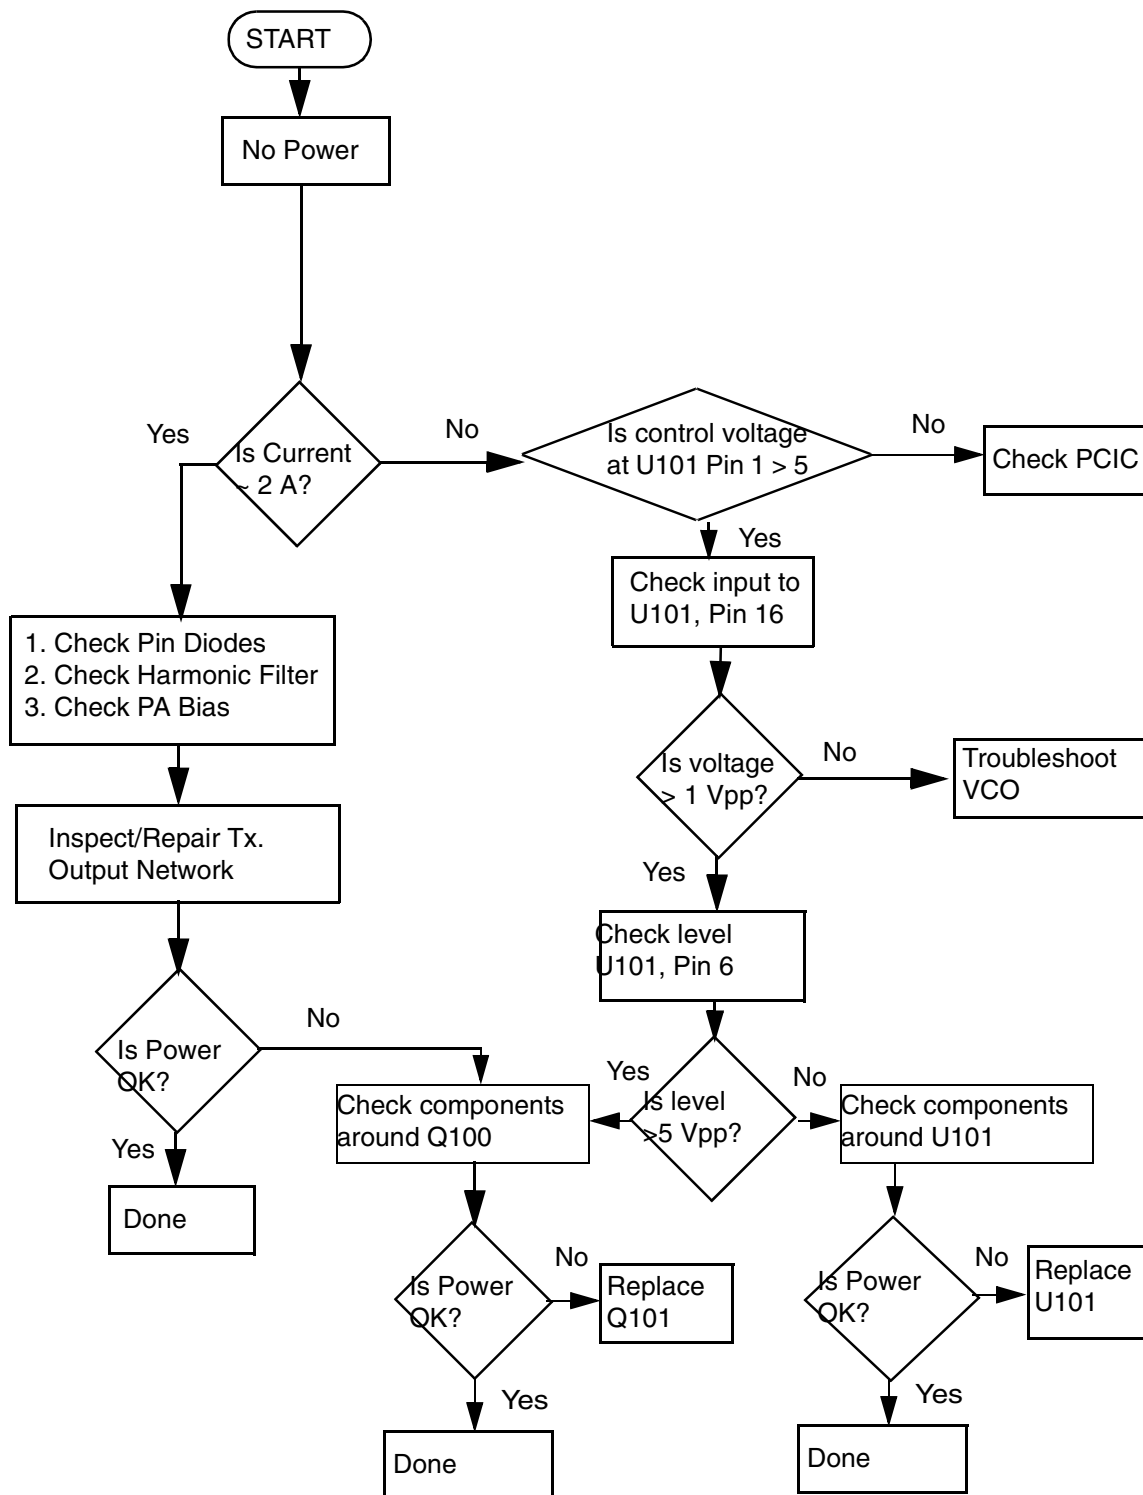 START
No Power
Yes
Is Current
~ 2 A?
No
Is control voltage
at U101 Pin 1 > 5
No
Check PCIC
Yes
Check input to
U101, Pin 16
1. Check Pin Diodes
2. Check Harmonic Filter
3. Check PA Bias
Is voltage
> 1 Vpp?
No
Troubleshoot
VCO
Inspect/Repair Tx.
Output Network
Yes
Check level
U101, Pin 6
Is Power
OK?
No
Yes
Done
Yes
Is level
>5 Vpp?
No
Check components
around Q100
Check components
around U101
Is Power
OK?
No
Replace
Q101
Yes
Done
Is Power
OK?
No
Replace
U101
Yes
Done